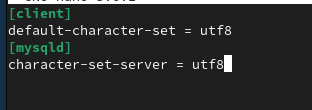 [client]
default-character-set = utf8
[mysqld]
character-set-server = utf8